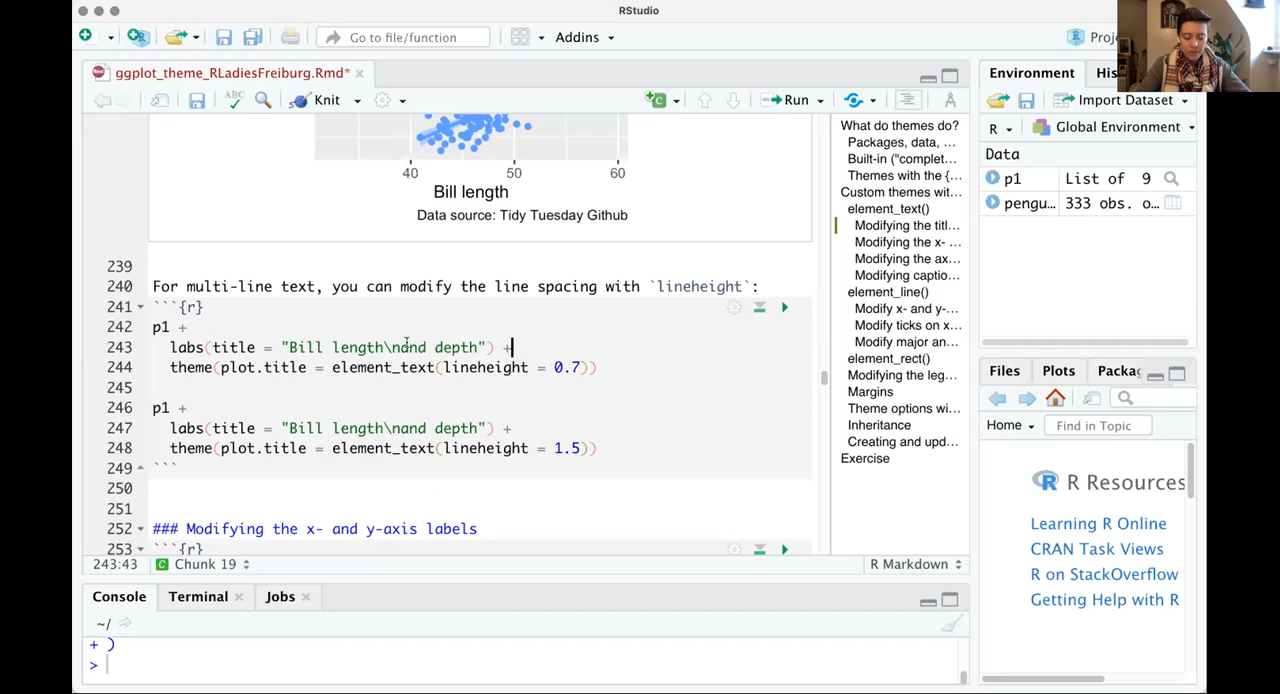 RStudio
Go to file/function
Addins
Proj
ggplot_theme_RLadiesFreiburg.Rmd*
ABC
Knit
Run
40 50 60
Bill length
Data source: Tidy Tuesday Github
239
240 For multi-line text, you can modify the line spacing with `lineheight`:
241 ```{r}
242 p1 +
243 labs(title = "Bill length\nand depth") +
244 theme(plot.title = element_text(lineheight = 0.7))
245
246 p1 +
247 labs(title = "Bill length\nand depth") +
248 theme(plot.title = element_text(lineheight = 1.5))
249 ```
250
251
252 ### Modifying the x- and y-axis labels
253 ```{r}
243:43 C Chunk 19
R Markdown
What do themes do?
Packages, data, ...
Built-in ("complet...
Themes with the {...
Custom themes wit...
element_text()
Modifying the titl...
Modifying the x- ...
Modifying the ax...
Modifying captio...
element_line()
Modify x- and y-...
Modify ticks on x...
Modify major an...
element_rect()
Modifying the leg...
Margins
Theme options wi...
Inheritance
Creating and upd...
Exercise
Console Terminal Jobs
~/
+ )
>
Environment His
Import Dataset
R Global Environment
Data
p1 List of 9
pengu... 333 obs. o...
Files Plots Packag
Home Find in Topic
R Resources
Learning R Online
CRAN Task Views
R on StackOverflow
Getting Help with R